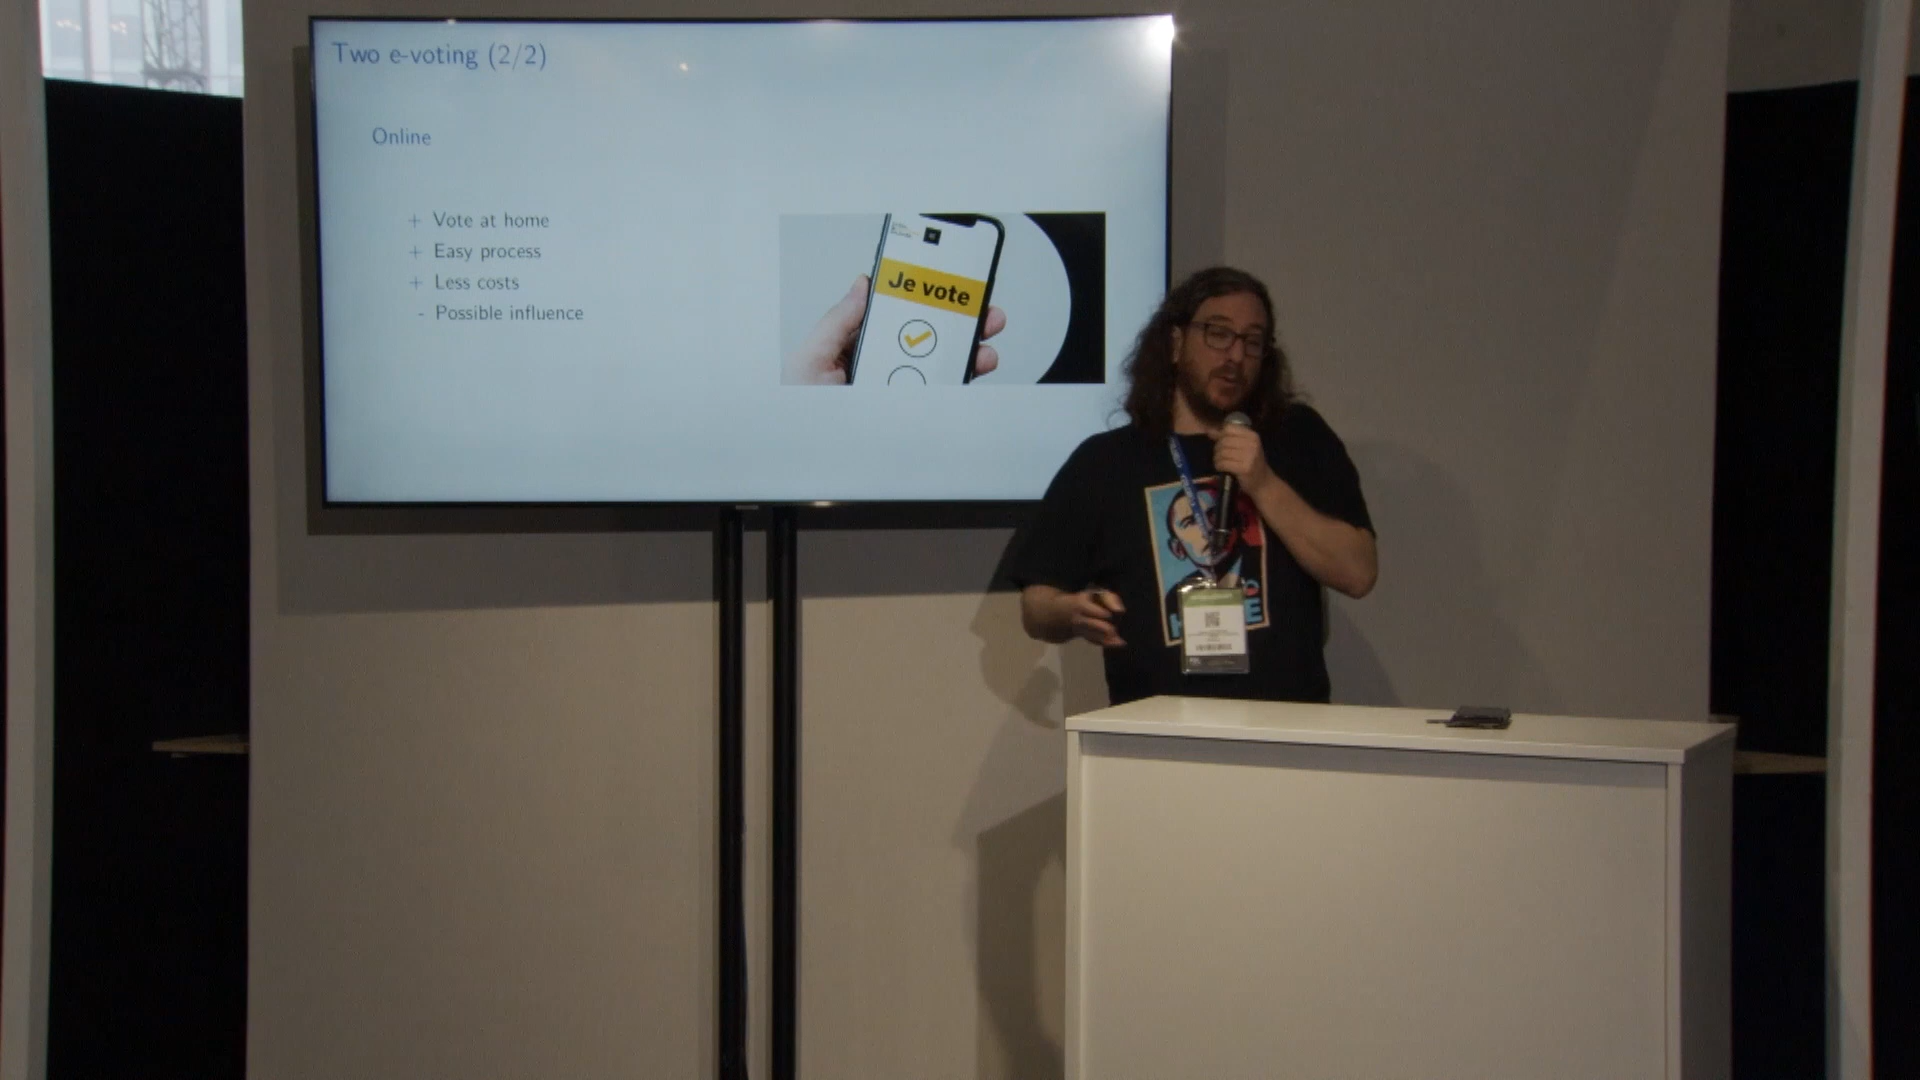 Two e-voting (2/2)
Online
+ Vote at home
+ Easy process
+ Less costs
- Possible influence
Je vote